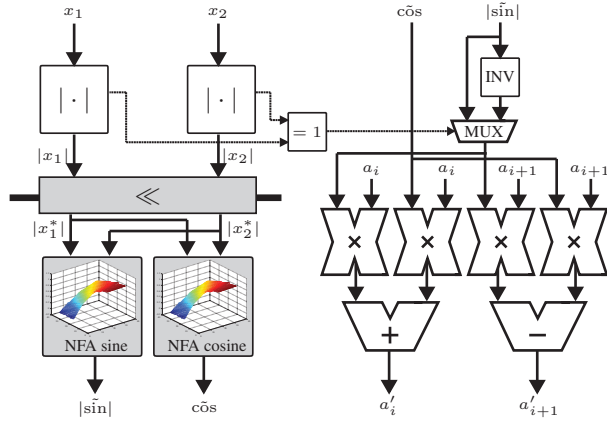 x₁ x₂ cõs |sĩn|
| · | | · | INV
= 1 MUX
|x₁| |x₂| aᵢ aᵢ aᵢ₊₁ aᵢ₊₁
≪
|x₁*| |x₂*|
× × × ×
NFA sine NFA cosine + −
|sĩn| cõs a′ᵢ a′ᵢ₊₁